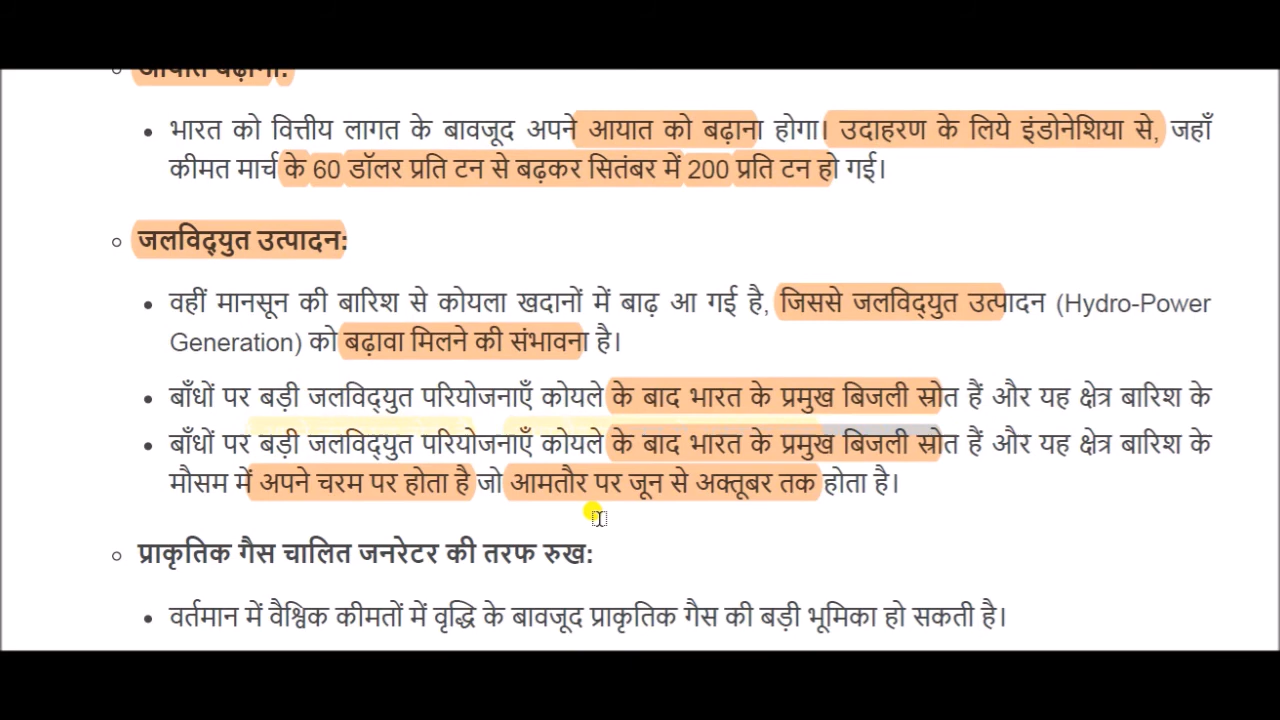 आयात बढ़ाना:
भारत को वित्तीय लागत के बावजूद अपने आयात को बढ़ाना होगा। उदाहरण के लिये इंडोनेशिया से, जहाँ
कीमत मार्च के 60 डॉलर प्रति टन से बढ़कर सितंबर में 200 प्रति टन हो गई।
जलविद्युत उत्पादन:
वहीं मानसून की बारिश से कोयला खदानों में बाढ़ आ गई है, जिससे जलविद्युत उत्पादन (Hydro-Power
Generation) को बढ़ावा मिलने की संभावना है।
बाँधों पर बड़ी जलविद्युत परियोजनाएँ कोयले के बाद भारत के प्रमुख बिजली स्रोत हैं और यह क्षेत्र बारिश के
बाँधों पर बड़ी जलविद्युत परियोजनाएँ कोयले के बाद भारत के प्रमुख बिजली स्रोत हैं और यह क्षेत्र बारिश के
मौसम में अपने चरम पर होता है जो आमतौर पर जून से अक्तूबर तक होता है।
प्राकृतिक गैस चालित जनरेटर की तरफ रुख:
वर्तमान में वैश्विक कीमतों में वृद्धि के बावजूद प्राकृतिक गैस की बड़ी भूमिका हो सकती है।